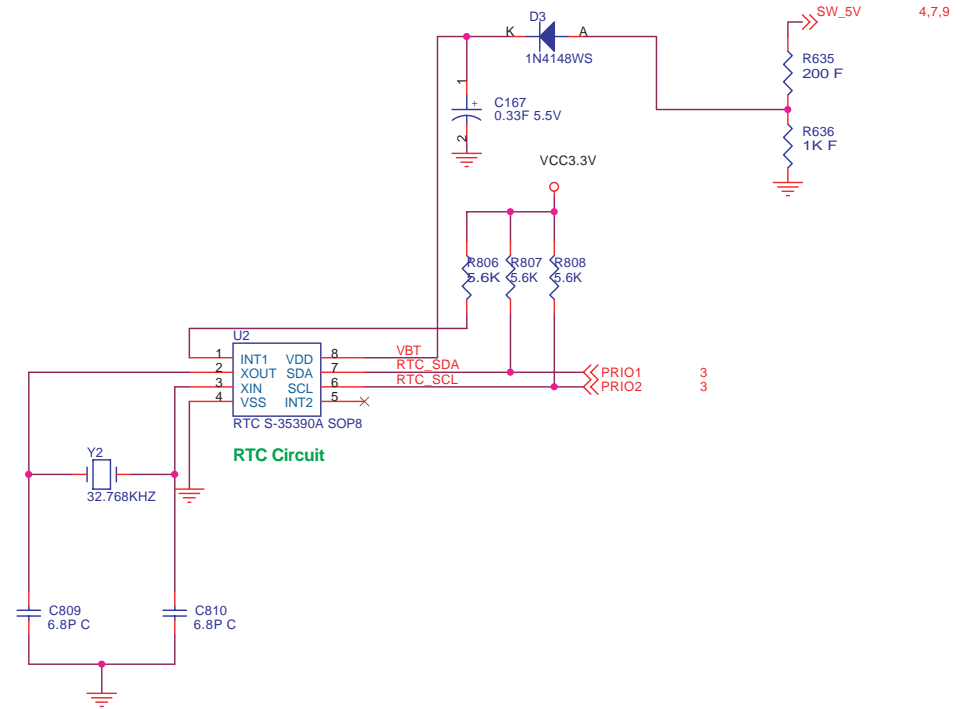 SW_5V 4,7,9
D3
K A
1N4148WS
R635
200 F
1
C167
0.33F 5.5V
2
R636
1K F
VCC3.3V
R806 R807 R808
5.6K 5.6K 5.6K
U2
1 INT1 VDD 8 VBT
2 XOUT SDA 7 RTC_SDA PRIO1 3
3 XIN SCL 6 RTC_SCL PRIO2 3
4 VSS INT2 5
RTC S-35390A SOP8
RTC Circuit
Y2
32.768KHZ
C809 C810
6.8P C 6.8P C